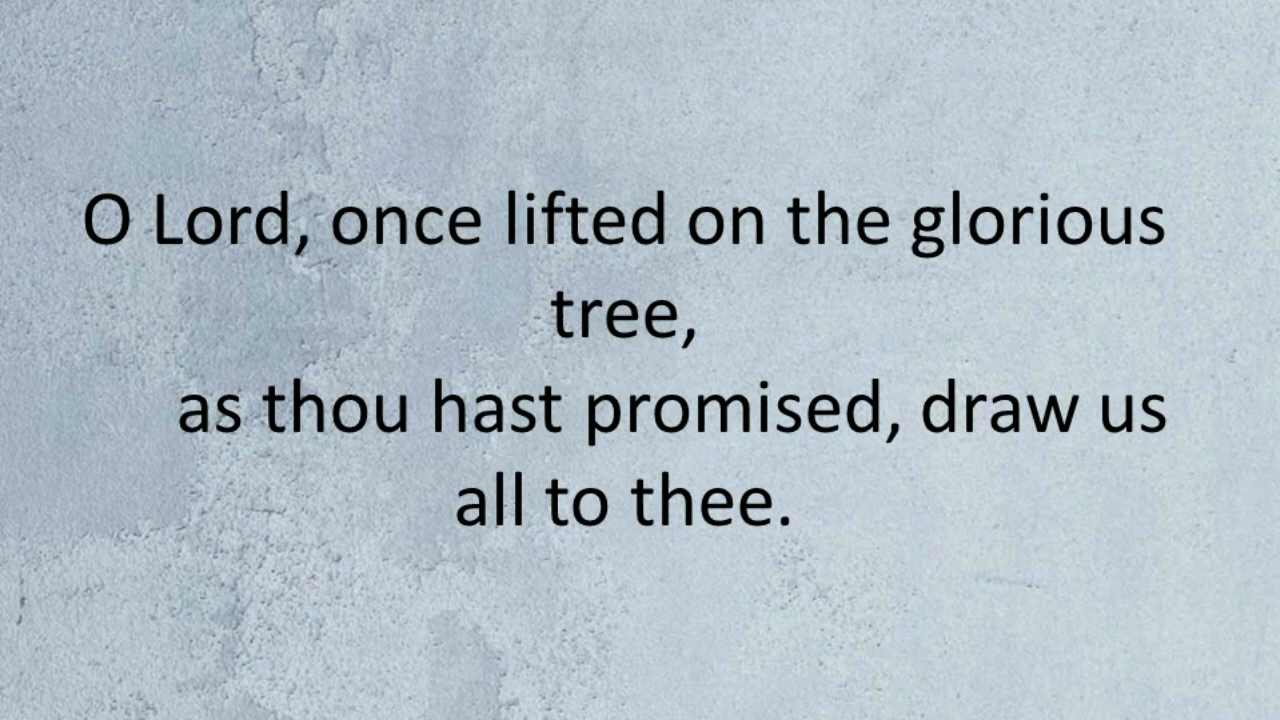 O Lord, once lifted on the glorious
tree,
as thou hast promised, draw us
all to thee.